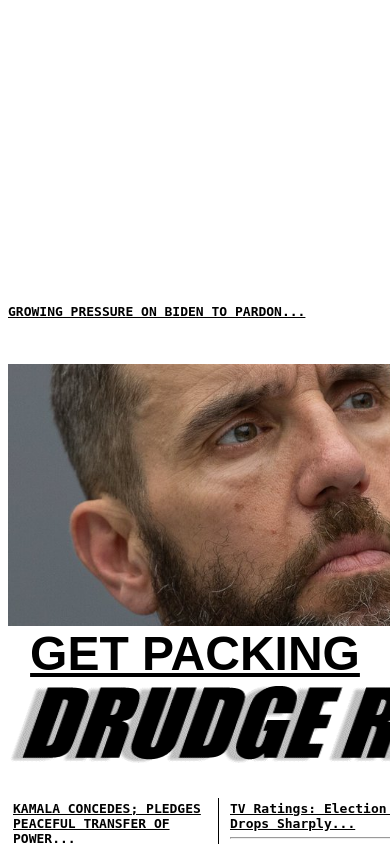 GROWING PRESSURE ON BIDEN TO PARDON...
GET PACKING
DRUDGE R
KAMALA CONCEDES; PLEDGES
PEACEFUL TRANSFER OF
POWER...
TV Ratings: Election
Drops Sharply...